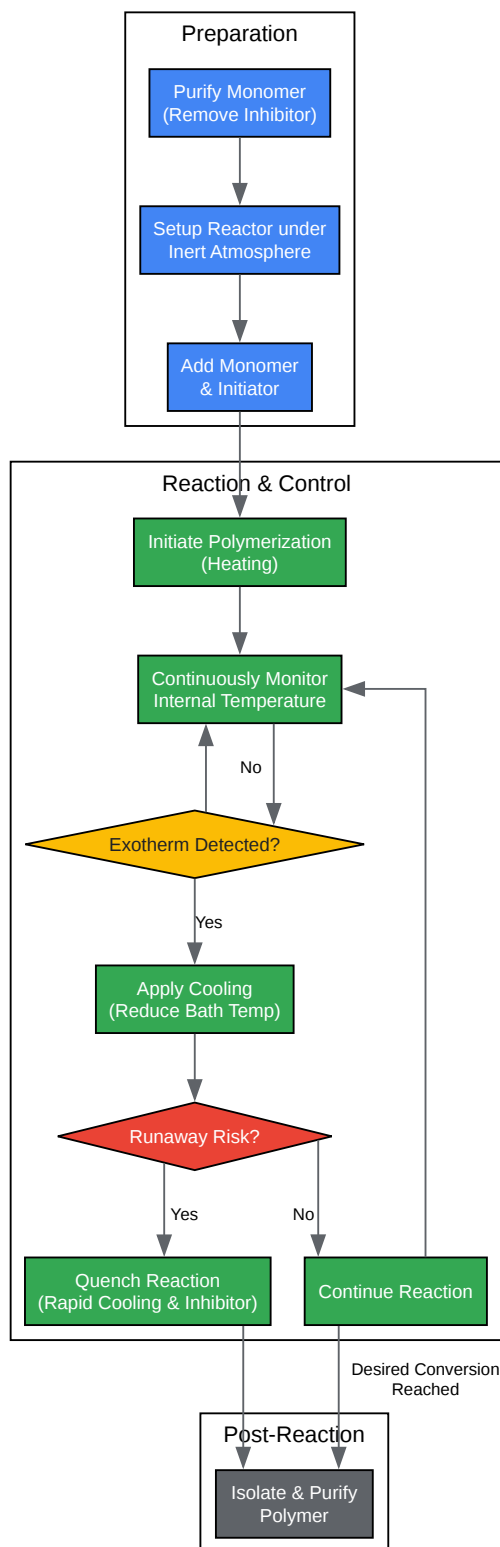 Preparation
Purify Monomer
(Remove Inhibitor)
Setup Reactor under
Inert Atmosphere
Add Monomer
& Initiator
Reaction & Control
Initiate Polymerization
(Heating)
Continuously Monitor
Internal Temperature
No
Exotherm Detected?
Yes
Apply Cooling
(Reduce Bath Temp)
Runaway Risk?
Yes
No
Quench Reaction
(Rapid Cooling & Inhibitor)
Continue Reaction
Desired Conversion
Reached
Post-Reaction
Isolate & Purify
Polymer